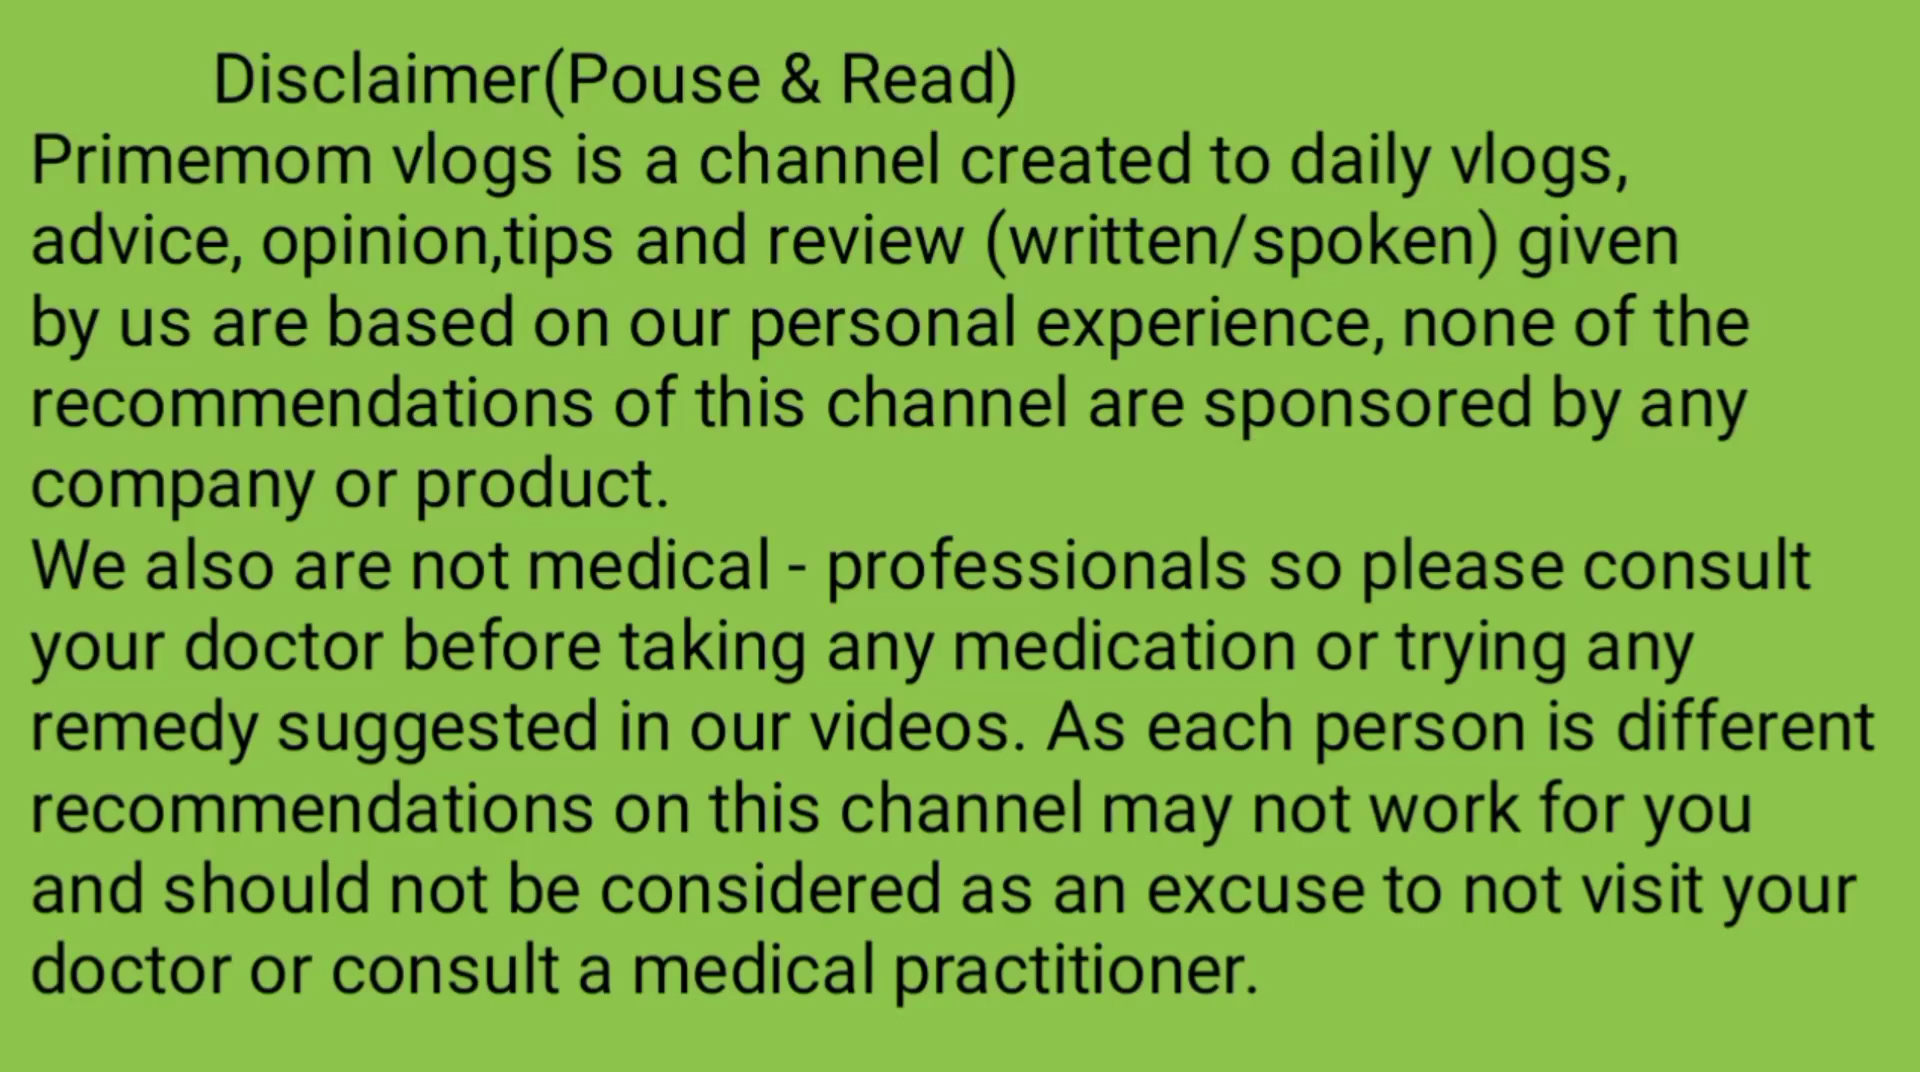 Disclaimer(Pouse & Read)
Primemom vlogs is a channel created to daily vlogs,
advice, opinion,tips and review (written/spoken) given
by us are based on our personal experience, none of the
recommendations of this channel are sponsored by any
company or product.
We also are not medical - professionals so please consult
your doctor before taking any medication or trying any
remedy suggested in our videos. As each person is different
recommendations on this channel may not work for you
and should not be considered as an excuse to not visit your
doctor or consult a medical practitioner.